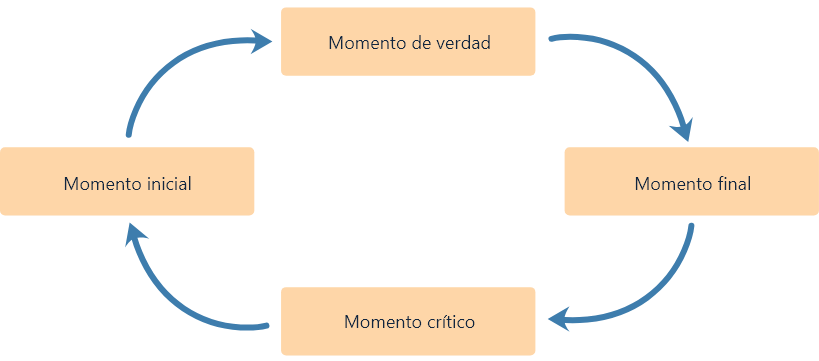 Momento de verdad
Momento inicial
Momento final
Momento crítico